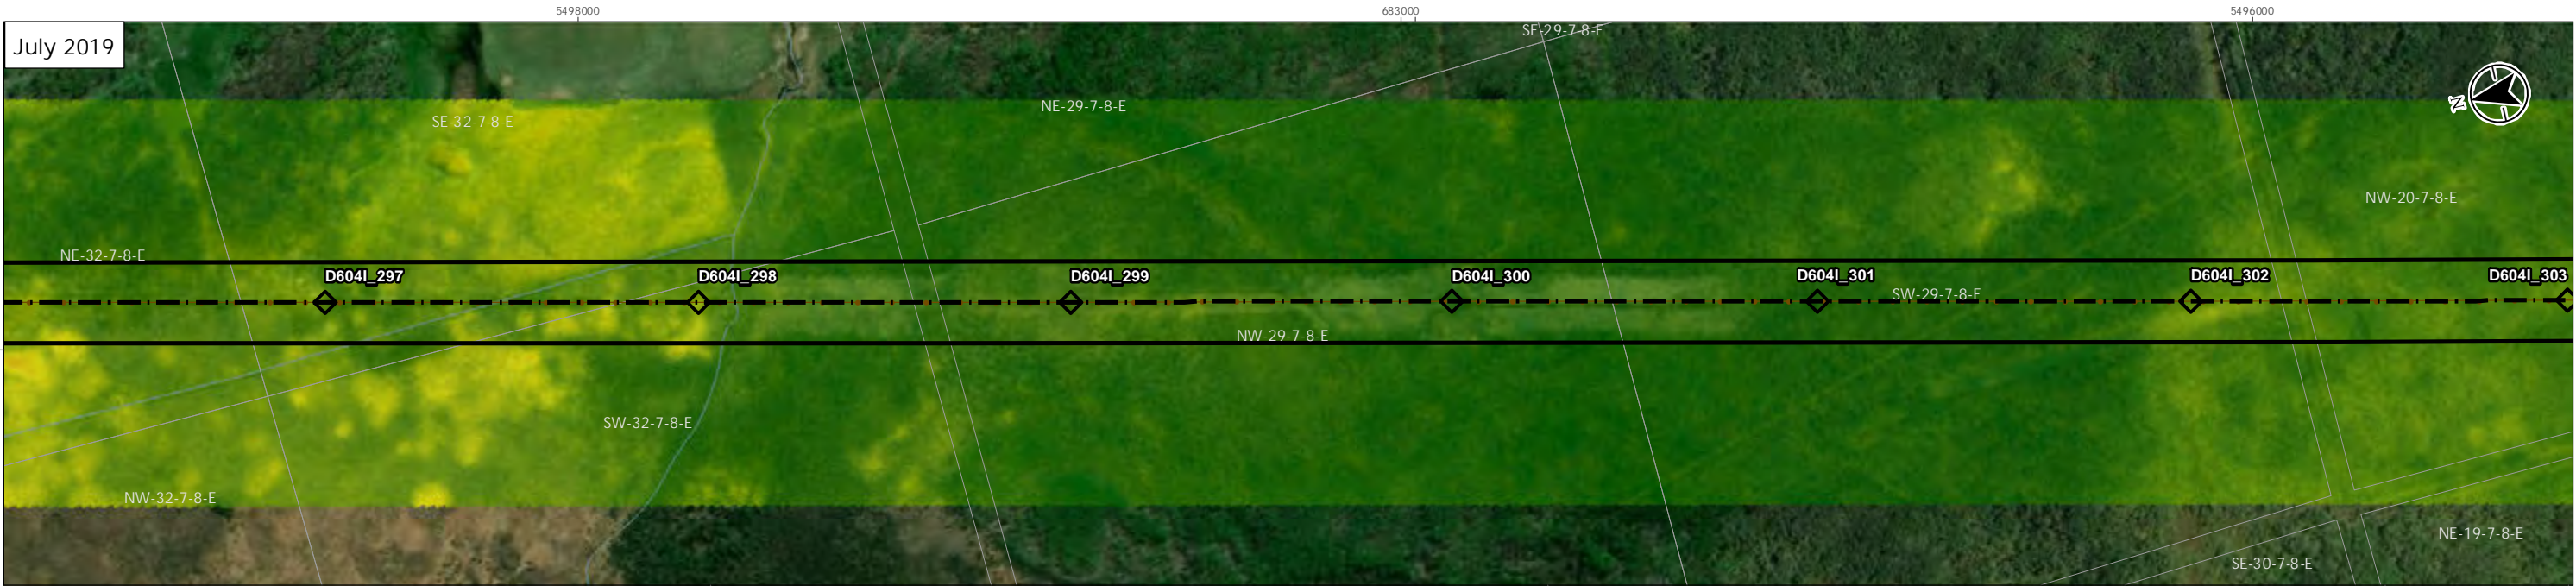 5498000
683000
5496000
July 2019
SE-29-7-8-E
N
NE-29-7-8-E
SE-32-7-8-E
NW-20-7-8-E
NE-32-7-8-E
D604I_297
D604I_298
D604I_299
D604I_300
D604I_301
D604I_302
D604I_303
SW-29-7-8-E
NW-29-7-8-E
SW-32-7-8-E
NW-32-7-8-E
NE-19-7-8-E
SE-30-7-8-E